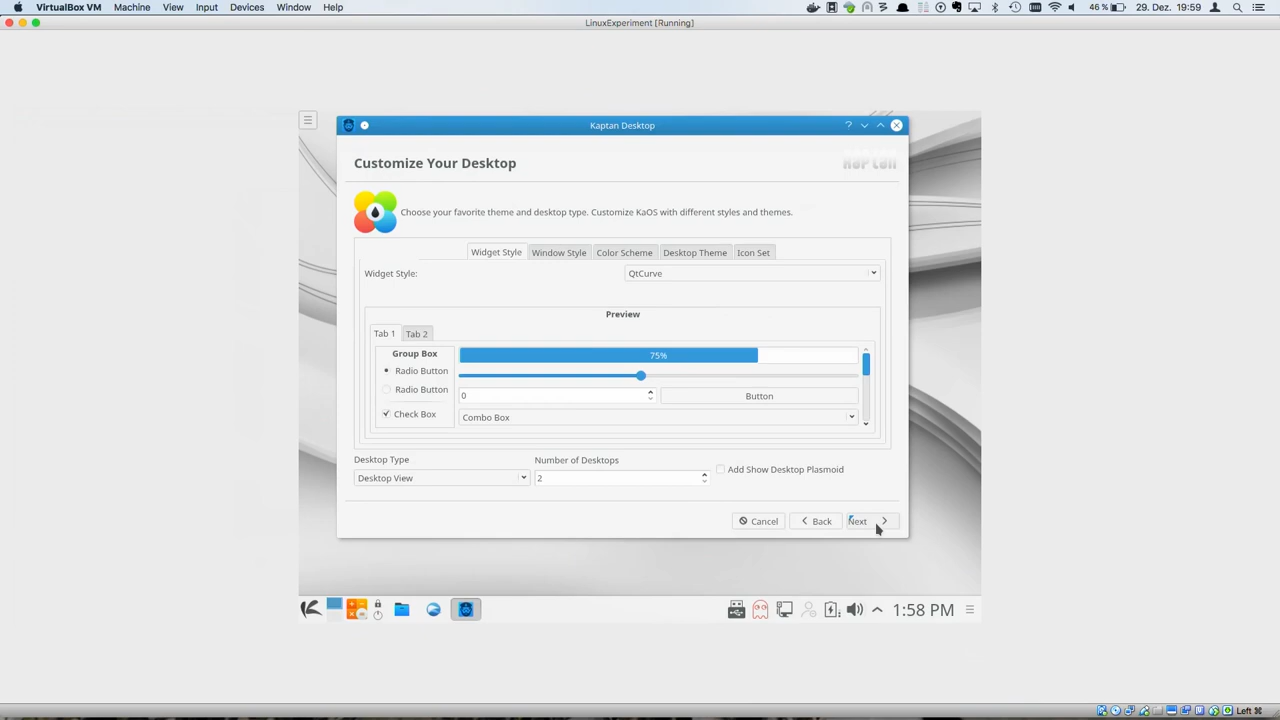 VirtualBox VM Machine View Input Devices Window Help 46 % 29. Dez. 19:59
LinuxExperiment [Running]
Kaptan Desktop
Customize Your Desktop
KAPTAN
Choose your favorite theme and desktop type. Customize KaOS with different styles and themes.
Widget Style Window Style Color Scheme Desktop Theme Icon Set
Widget Style: QtCurve
Preview
Tab 1 Tab 2
Group Box 75%
Radio Button
Radio Button 0 Button
Check Box Combo Box
Desktop Type Number of Desktops Add Show Desktop Plasmoid
Desktop View 2
Cancel Back Next
1:58 PM
Left ⌘